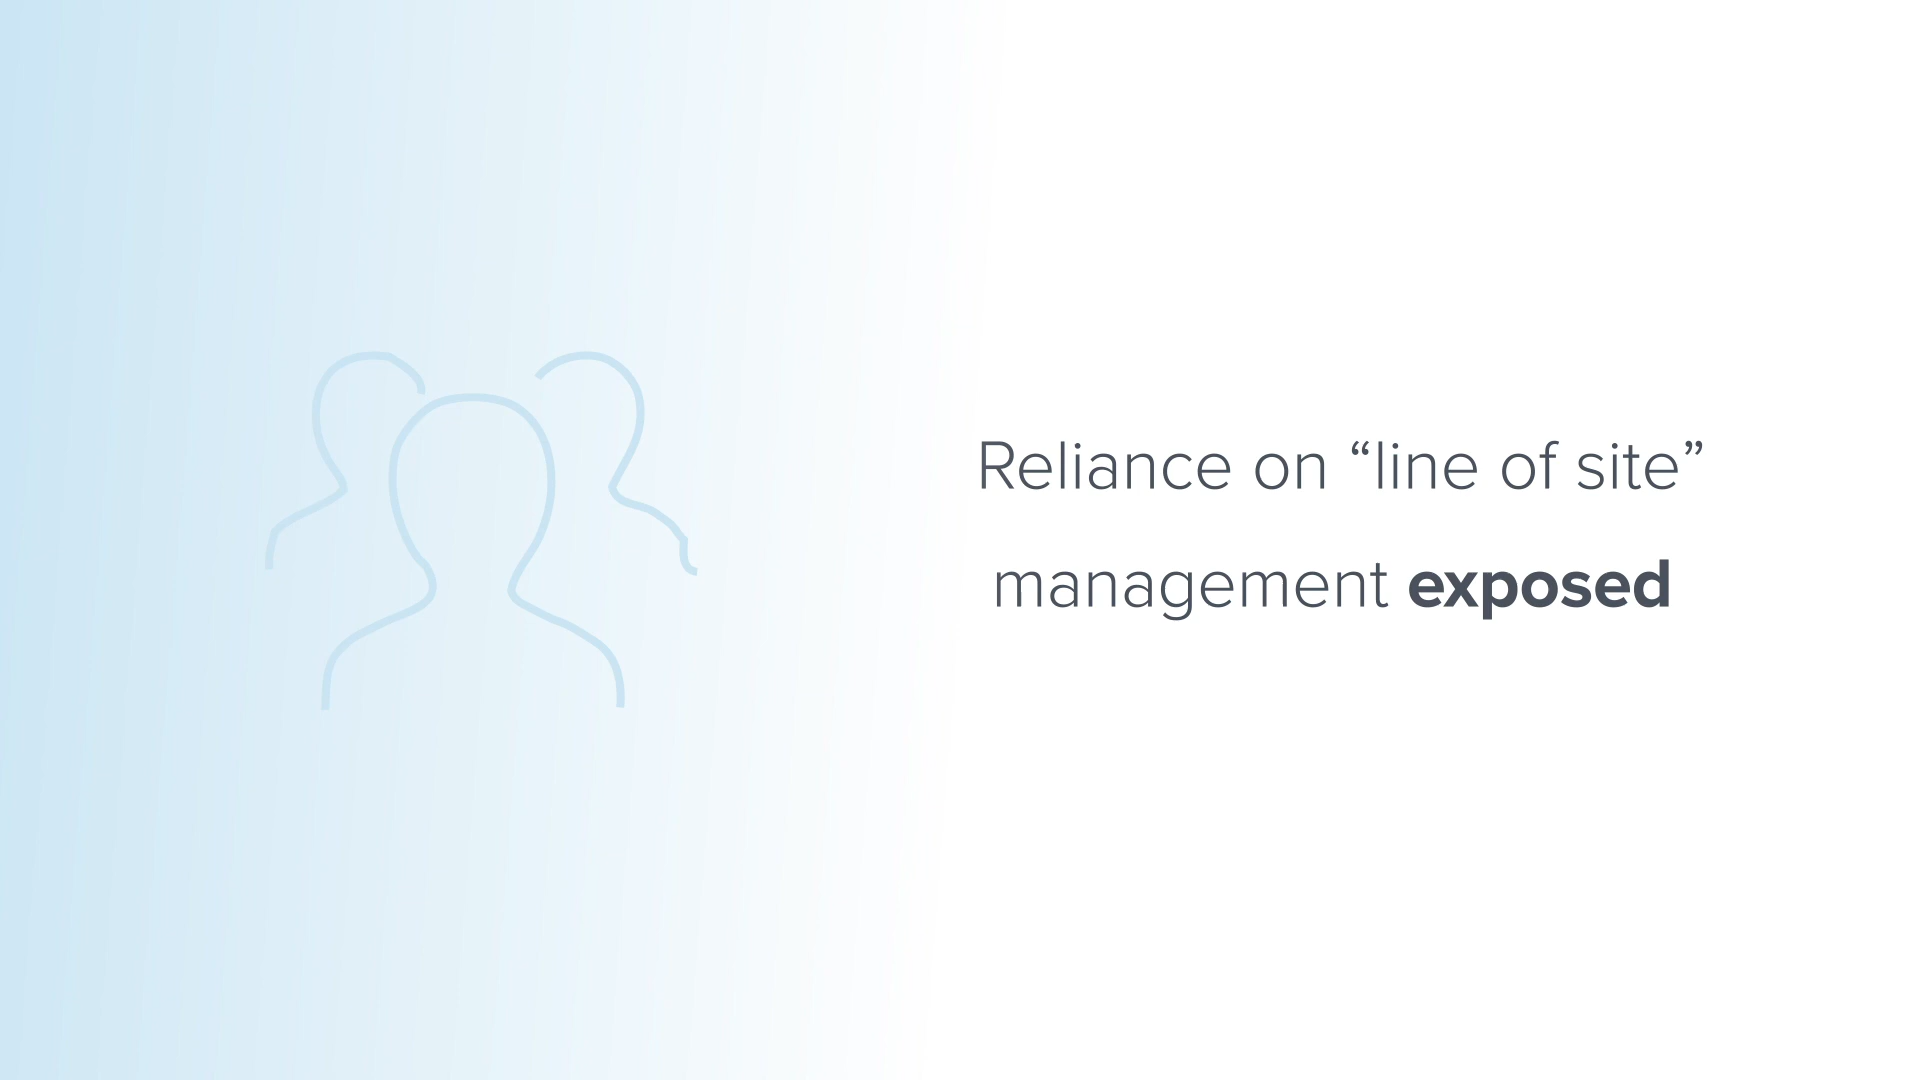 Reliance on “line of site”
management exposed